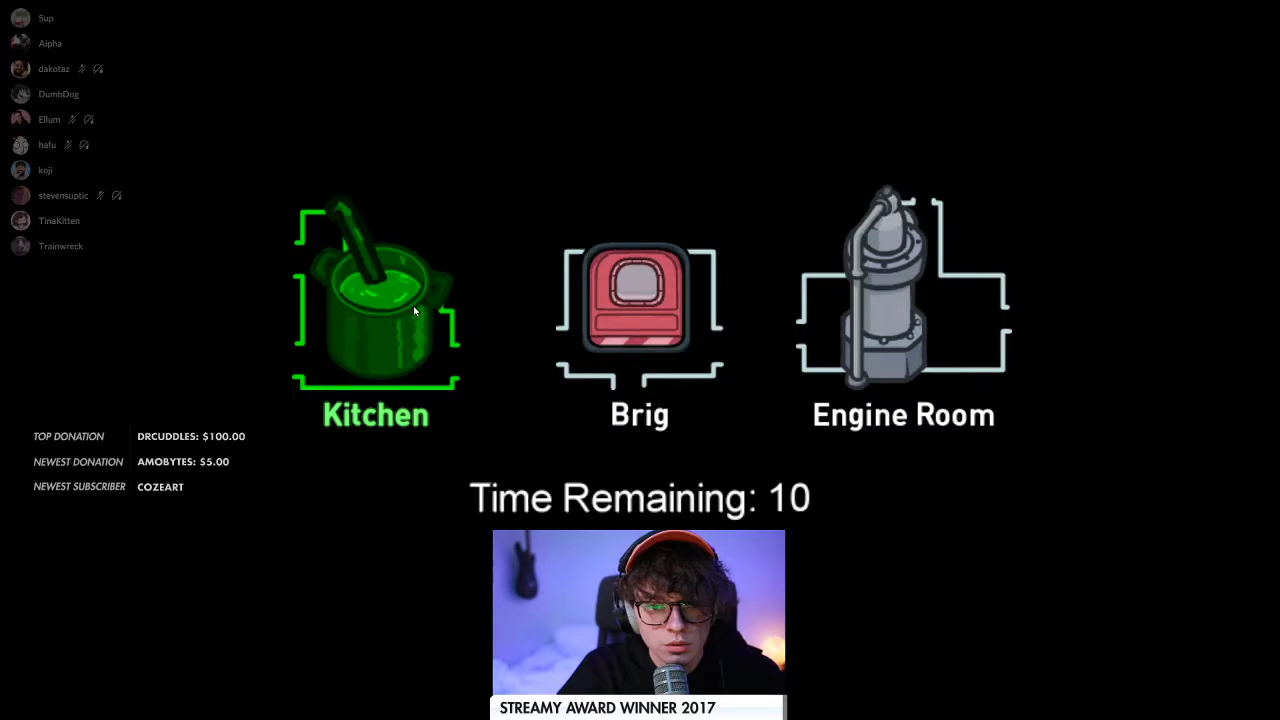 Sup
Aipha
dakotaz
DumbDog
Ellum
hafu
koji
stevensuptic
TinaKitten
Trainwreck
Kitchen
Brig
Engine Room
TOP DONATION DRCUDDLES: $100.00
NEWEST DONATION AMOBYTES: $5.00
NEWEST SUBSCRIBER COZEART
Time Remaining: 10
STREAMY AWARD WINNER 2017